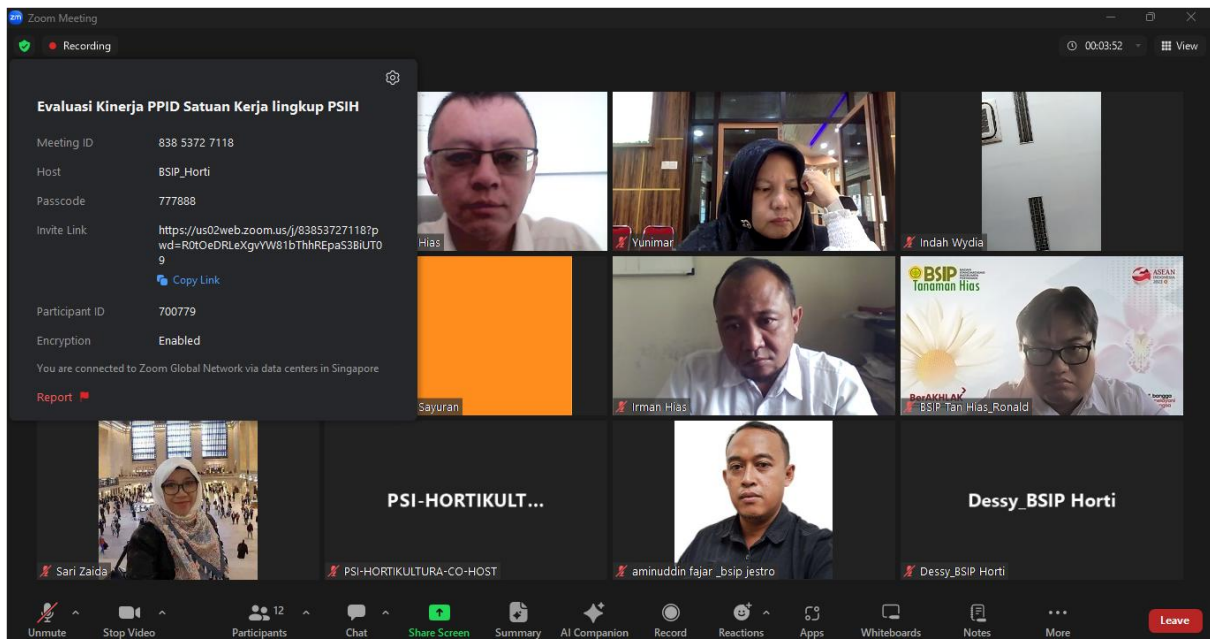 zm Zoom Meeting
Recording
00:03:52
View
Evaluasi Kinerja PPID Satuan Kerja lingkup PSIH
Meeting ID 838 5372 7118
Host BSIP_Horti
Passcode 777888
Invite Link https://us02web.zoom.us/j/83853727118?p
wd=R0tOeDRLeXgvYW81bThhREpaS3BiUT0
9
Copy Link
Participant ID 700779
Encryption Enabled
You are connected to Zoom Global Network via data centers in Singapore
Report
Hias
Yunimar
Indah Wydia
Sayuran
Irman Hias
BSIP
Tanaman Hias
ASEAN
BerAKHLAK
bangga
BSIP Tan Hias_Ronald
Sari Zaida
PSI-HORTIKULT...
PSI-HORTIKULTURA-CO-HOST
aminuddin fajar _bsip jestro
Dessy_BSIP Horti
Dessy_BSIP Horti
12
Unmute
Stop Video
Participants
Chat
Share Screen
Summary
AI Companion
Record
Reactions
Apps
Whiteboards
Notes
More
Leave